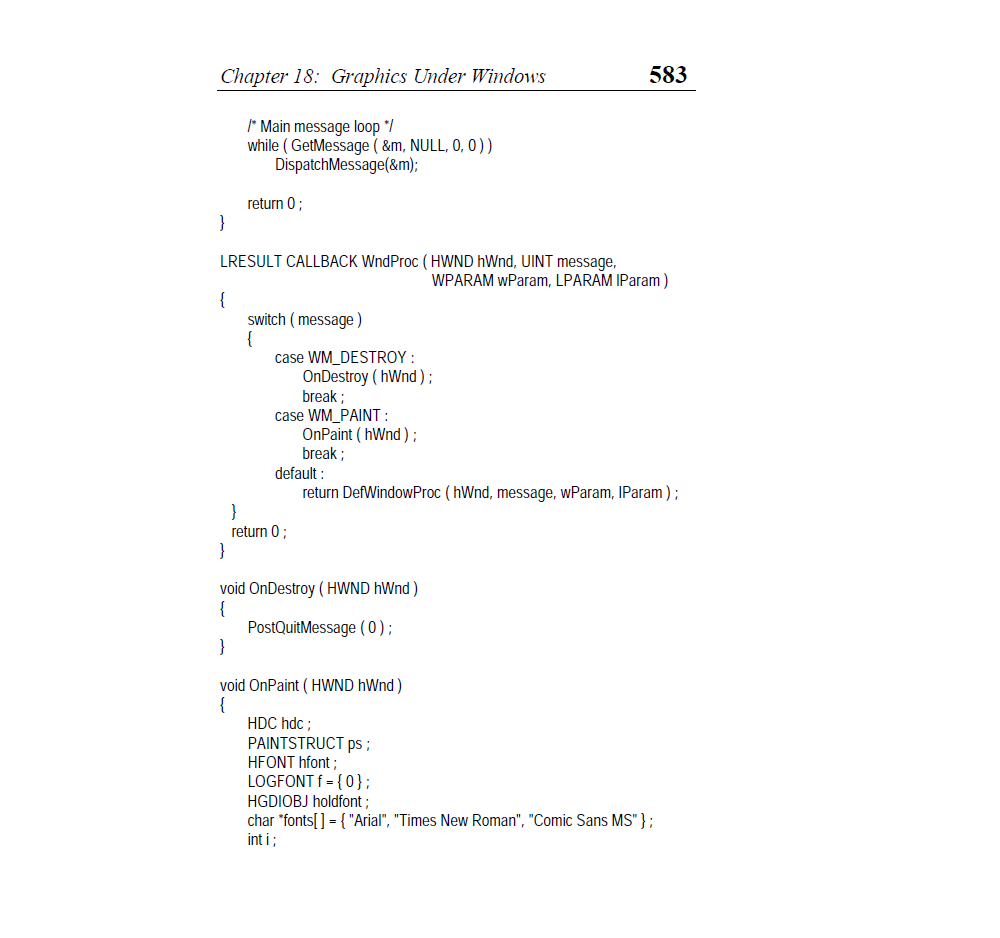 Chapter 18: Graphics Under Windows 583
/* Main message loop */
while ( GetMessage ( &m, NULL, 0, 0 ) )
DispatchMessage(&m);
return 0 ;
}
LRESULT CALLBACK WndProc ( HWND hWnd, UINT message,
WPARAM wParam, LPARAM lParam )
{
switch ( message )
{
case WM_DESTROY :
OnDestroy ( hWnd ) ;
break ;
case WM_PAINT :
OnPaint ( hWnd ) ;
break ;
default :
return DefWindowProc ( hWnd, message, wParam, lParam ) ;
}
return 0 ;
}
void OnDestroy ( HWND hWnd )
{
PostQuitMessage ( 0 ) ;
}
void OnPaint ( HWND hWnd )
{
HDC hdc ;
PAINTSTRUCT ps ;
HFONT hfont ;
LOGFONT f = { 0 } ;
HGDIOBJ holdfont ;
char *fonts[ ] = { "Arial", "Times New Roman", "Comic Sans MS" } ;
int i ;